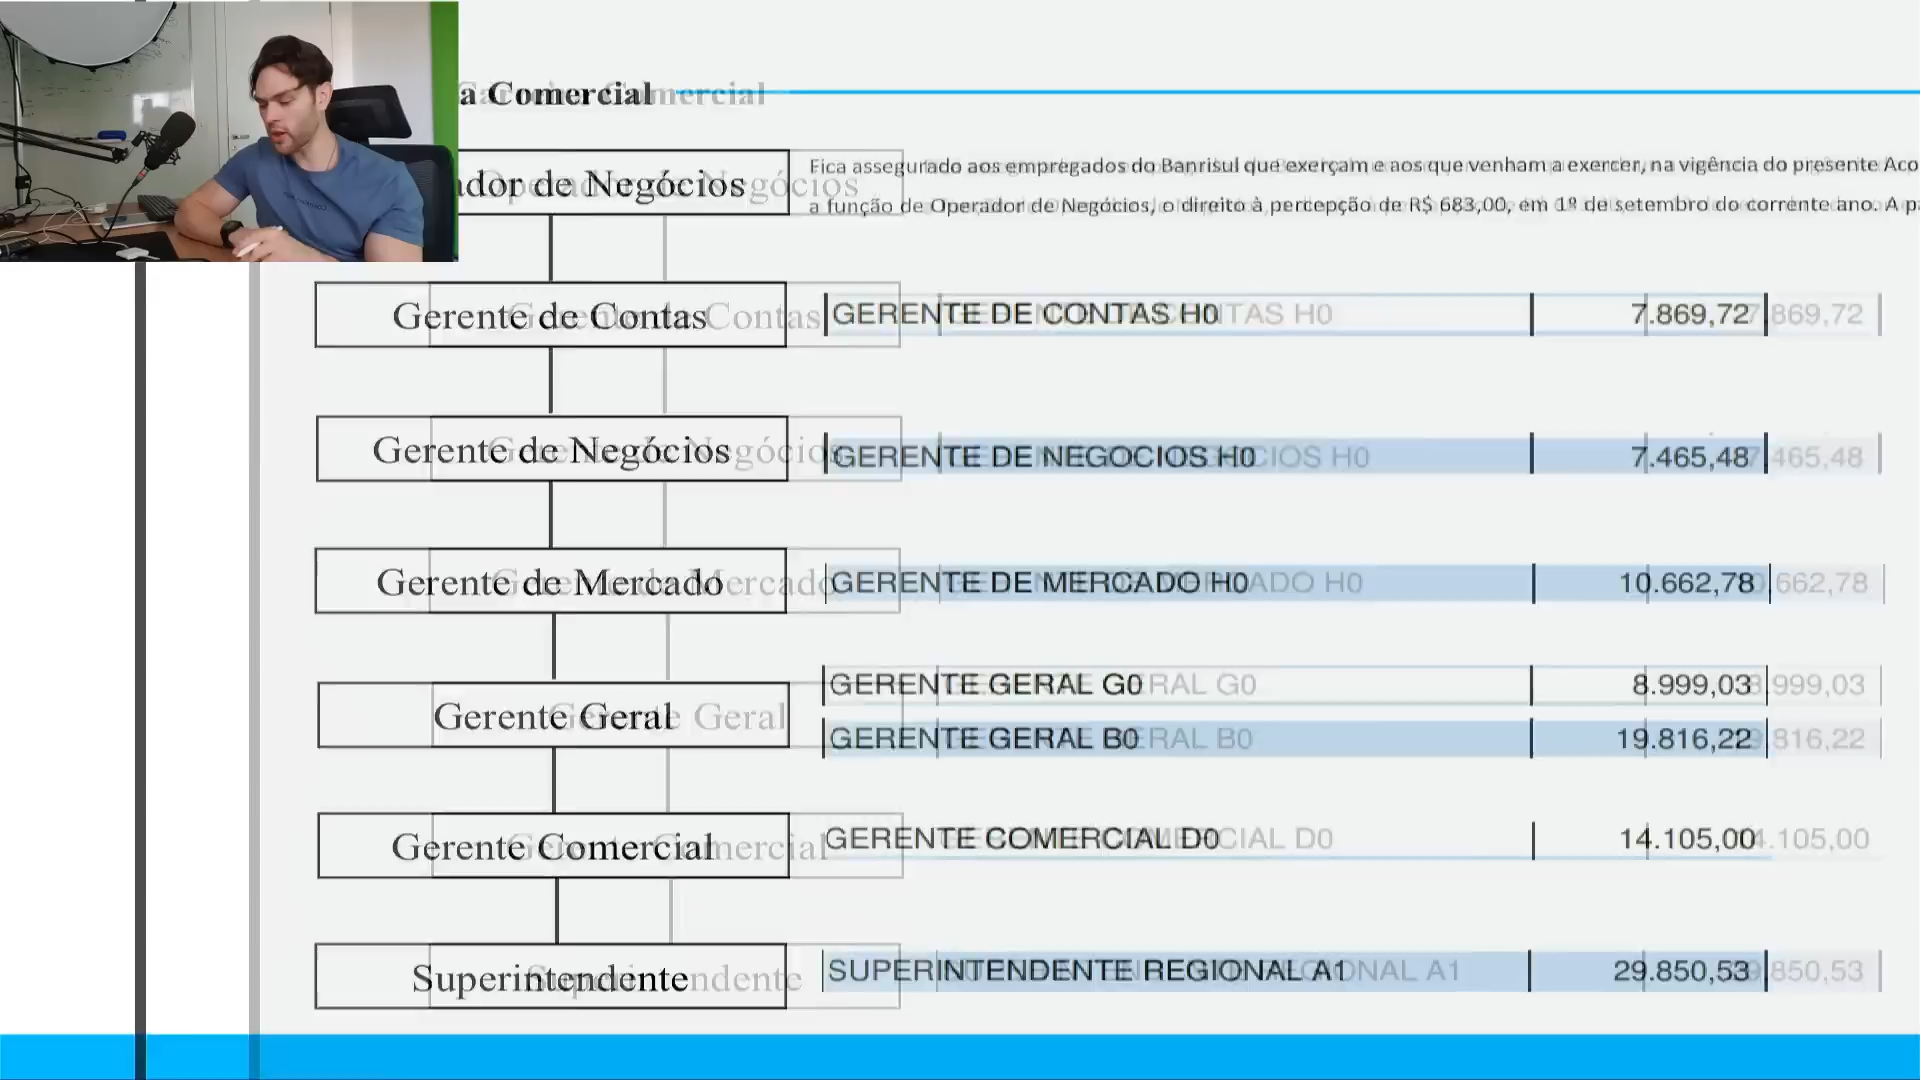 a Comercial
ador de Negócios
Fica assegurado aos empregados do Banrisul que exerçam e aos que venham a exercer, na vigência do presente Aco
a função de Operador de Negócios, o direito à percepção de R$ 683,00, em 1º de setembro do corrente ano. A pa
Gerente de Contas
GERENTE DE CONTAS H0 7.869,72
Gerente de Negócios
GERENTE DE NEGOCIOS H0 7.465,48
Gerente de Mercado
GERENTE DE MERCADO H0 10.662,78
GERENTE GERAL G0 8.999,03
Gerente Geral
GERENTE GERAL B0 19.816,22
Gerente Comercial
GERENTE COMERCIAL D0 14.105,00
Superintendente
SUPERINTENDENTE REGIONAL A1 29.850,53